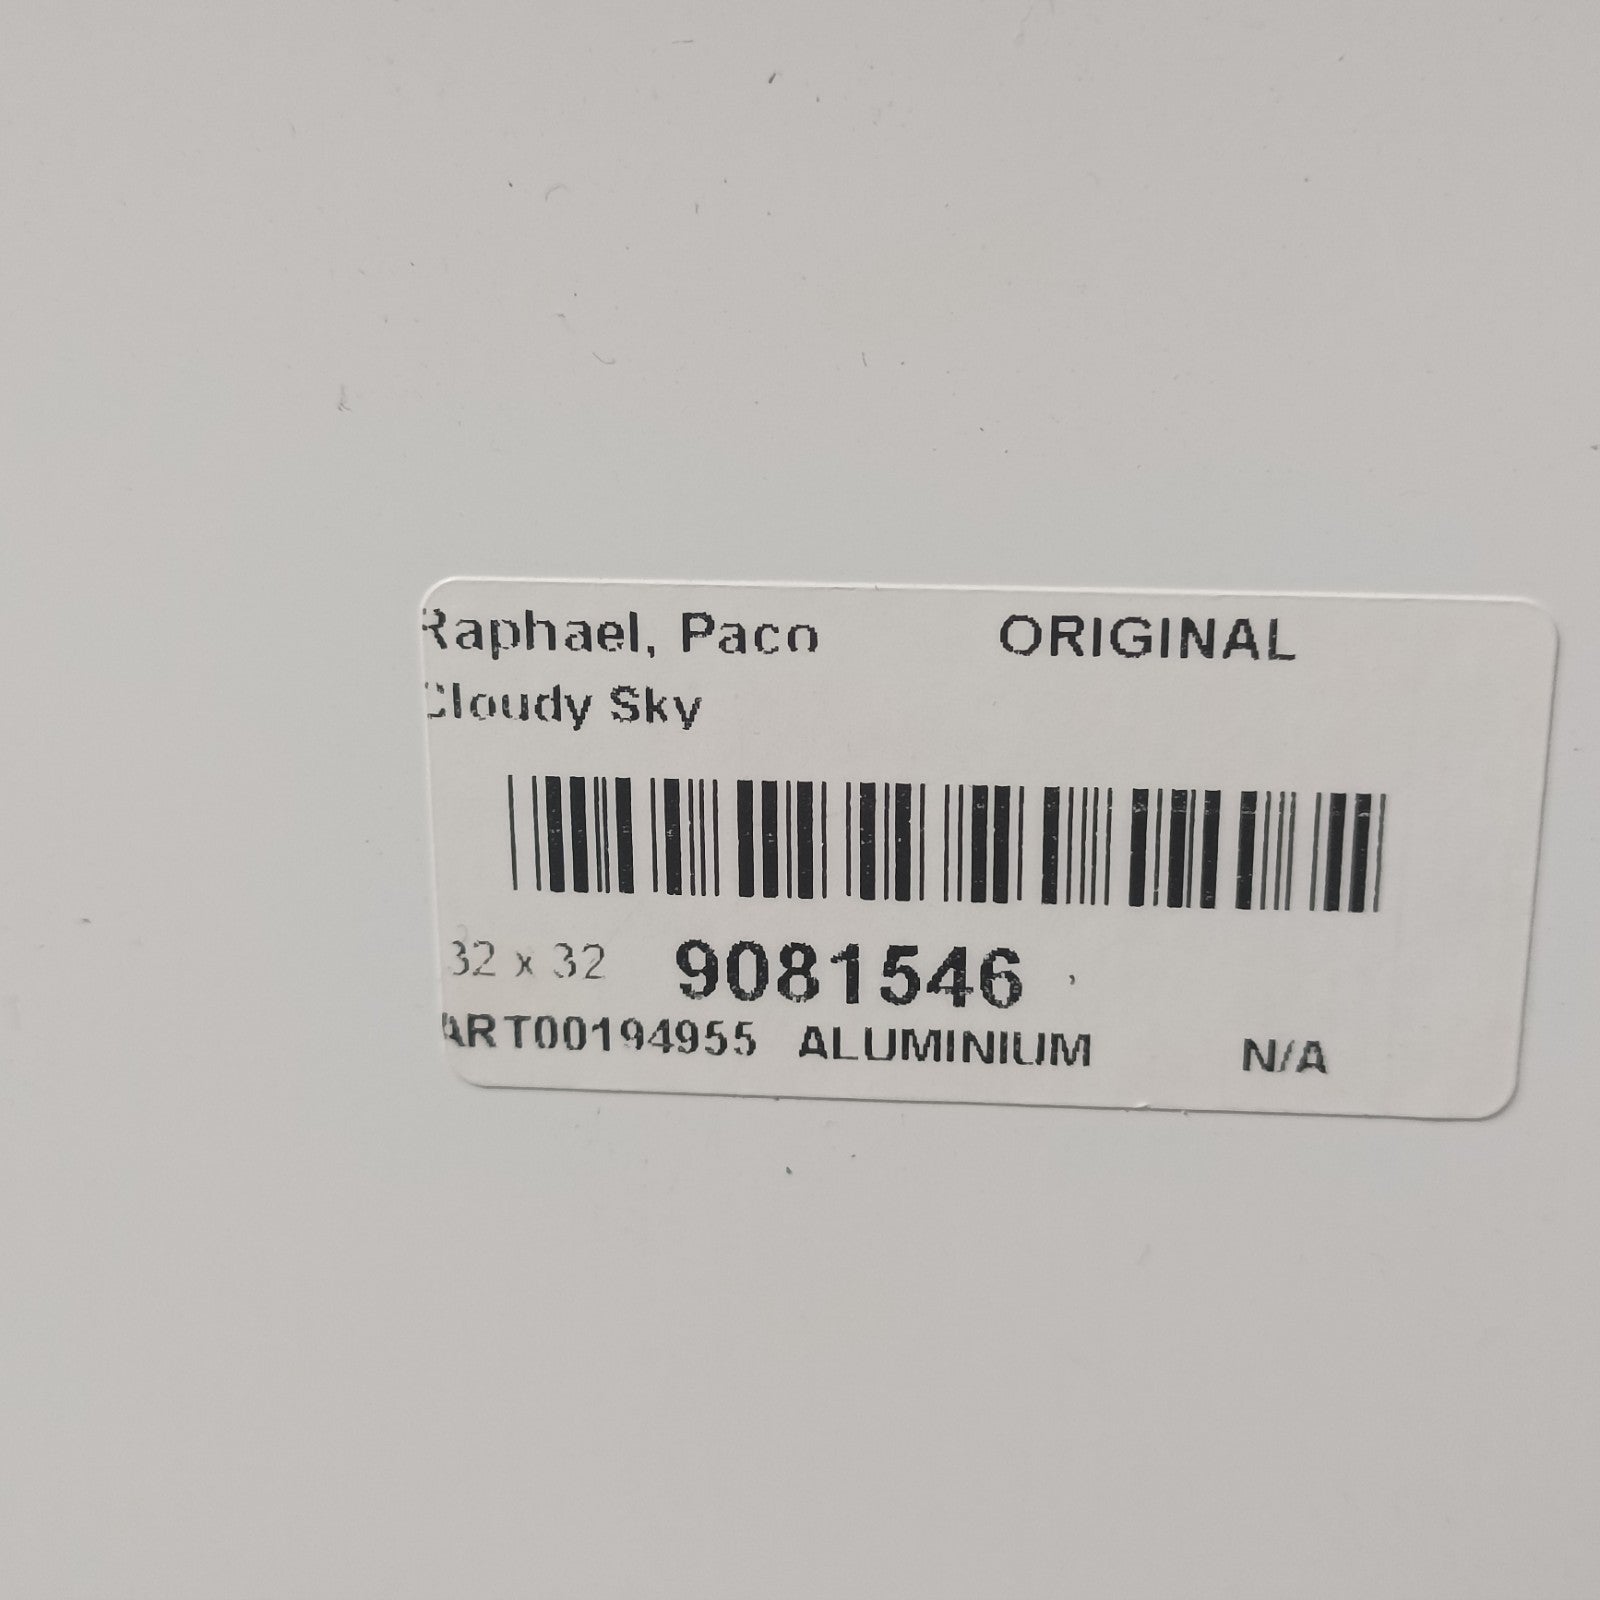 Raphael, Paco ORIGINAL
Cloudy Sky
32 x 32 9081546 ,
ART00194955 ALUMINIUM N/A